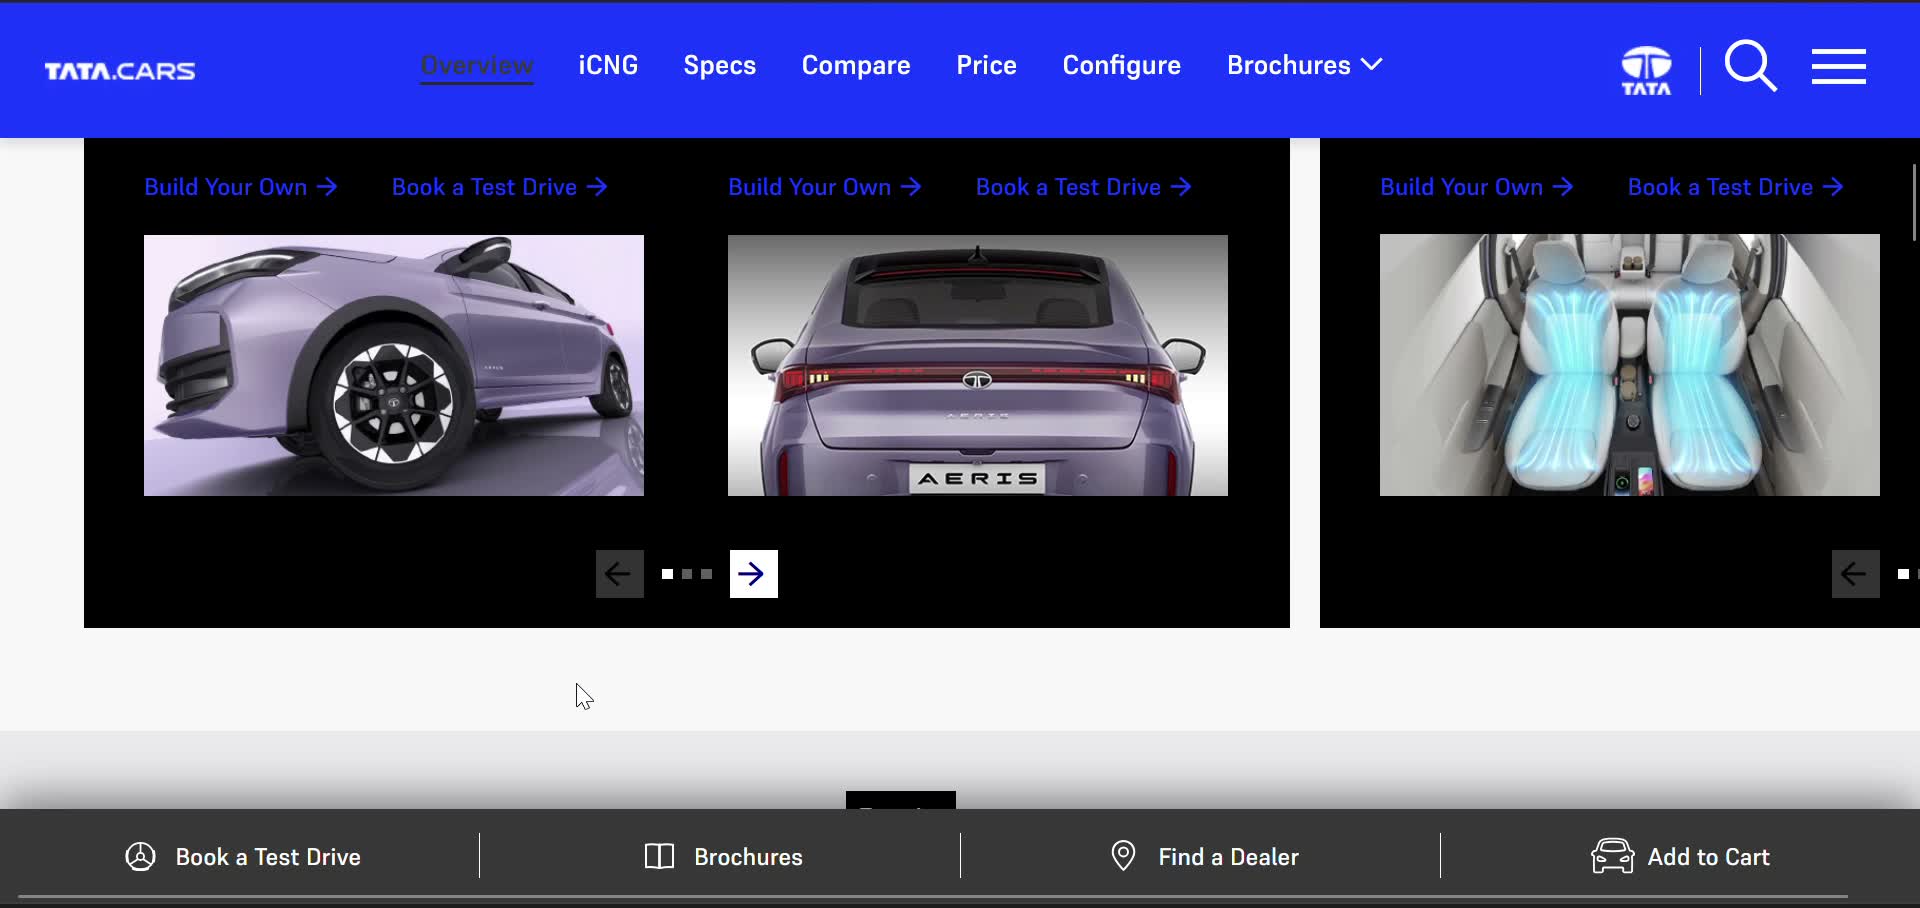 TATA.CARS
Overview iCNG Specs Compare Price Configure Brochures
TATA
Build Your Own Book a Test Drive Build Your Own Book a Test Drive Build Your Own Book a Test Drive
AERIS
AERIS
Book a Test Drive Brochures Find a Dealer Add to Cart